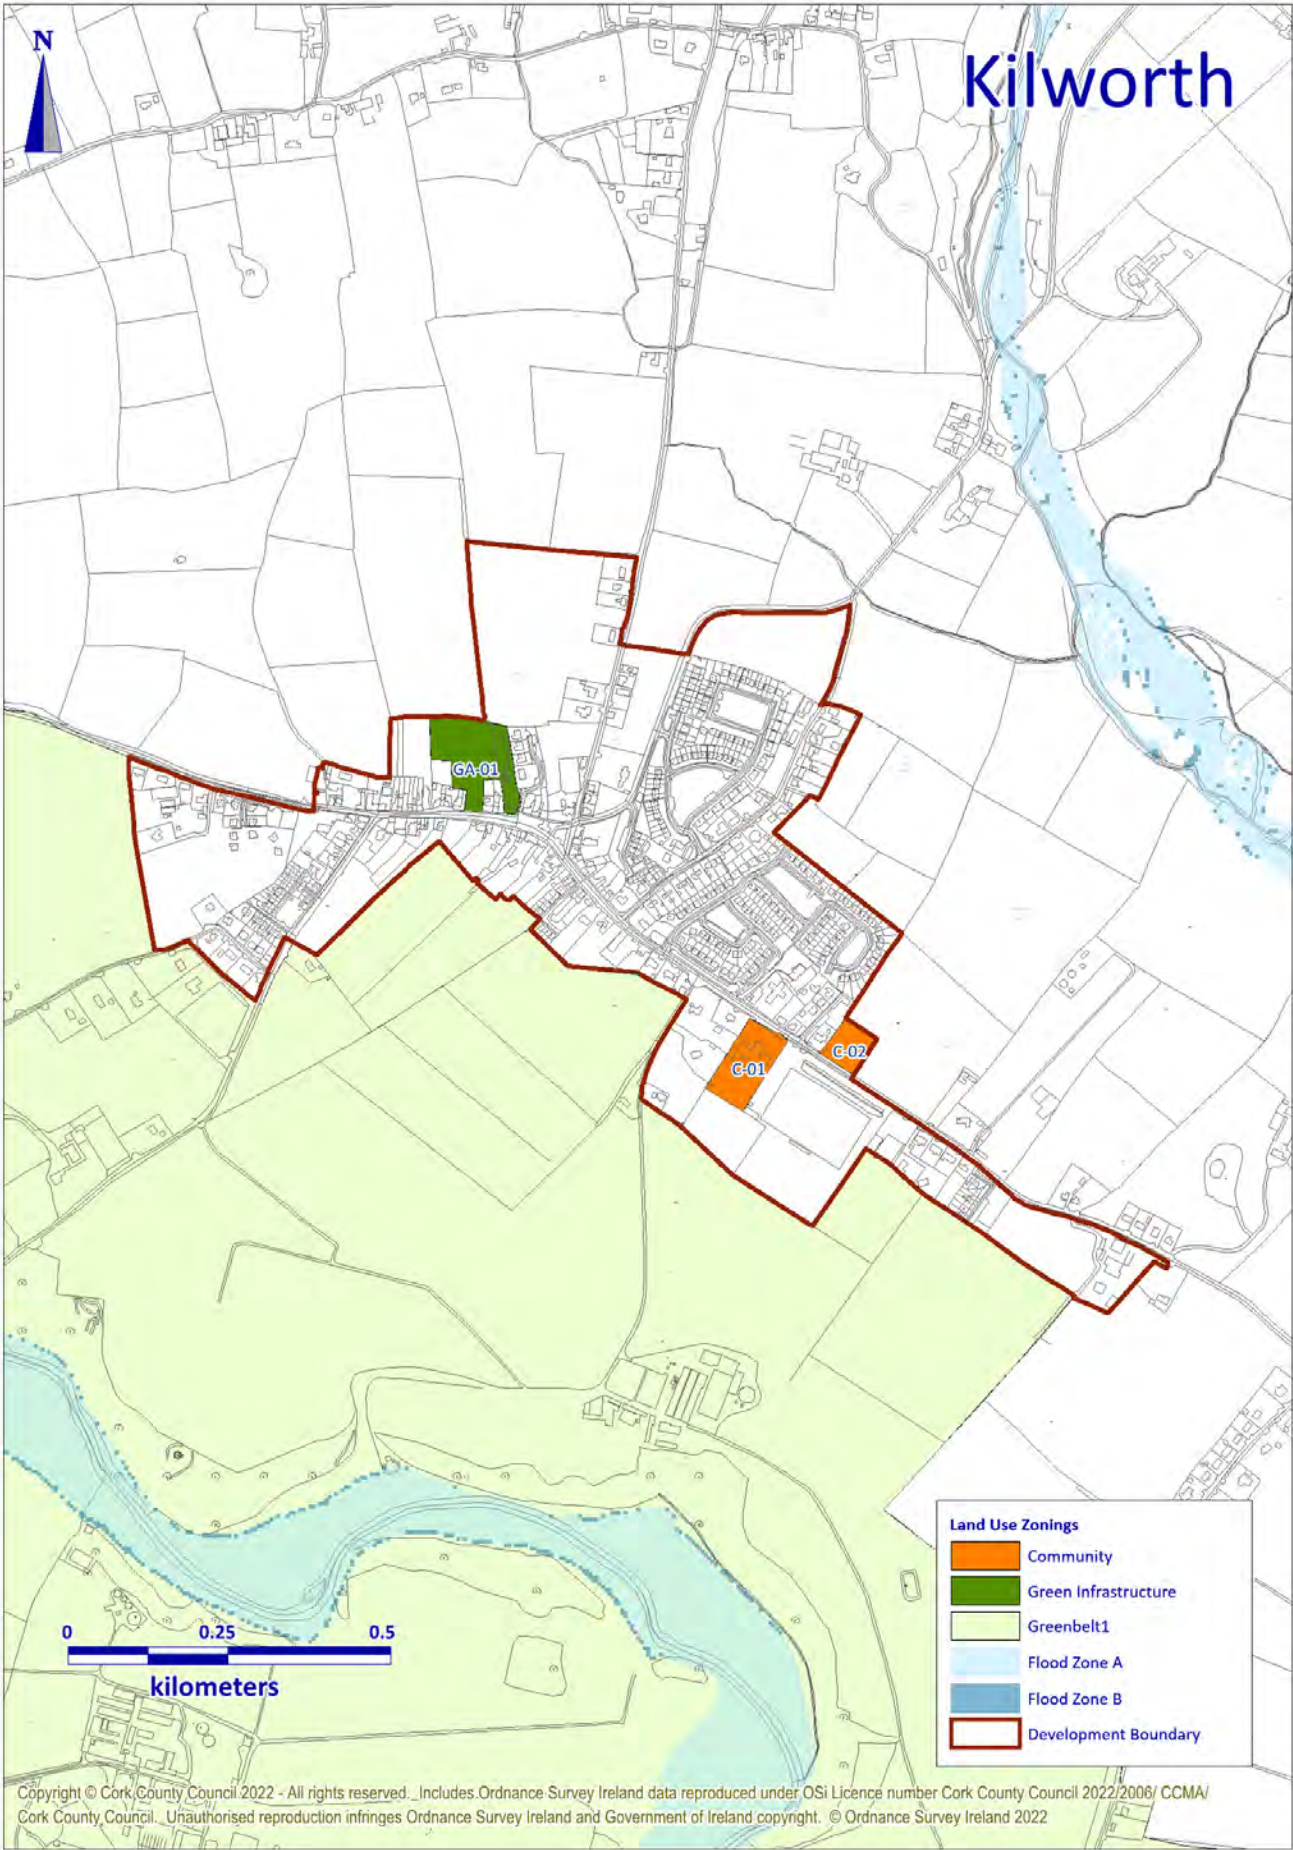 N
Kilworth
GA-01
C-01
C-02
Land Use Zonings
Community
Green Infrastructure
Greenbelt1
Flood Zone A
Flood Zone B
Development Boundary
0 0.25 0.5
kilometers
Copyright © Cork County Council 2022 - All rights reserved. Includes Ordnance Survey Ireland data reproduced under OSi Licence number Cork County Council 2022/2006/ CCMA/
Cork County Council. Unauthorised reproduction infringes Ordnance Survey Ireland and Government of Ireland copyright. © Ordnance Survey Ireland 2022